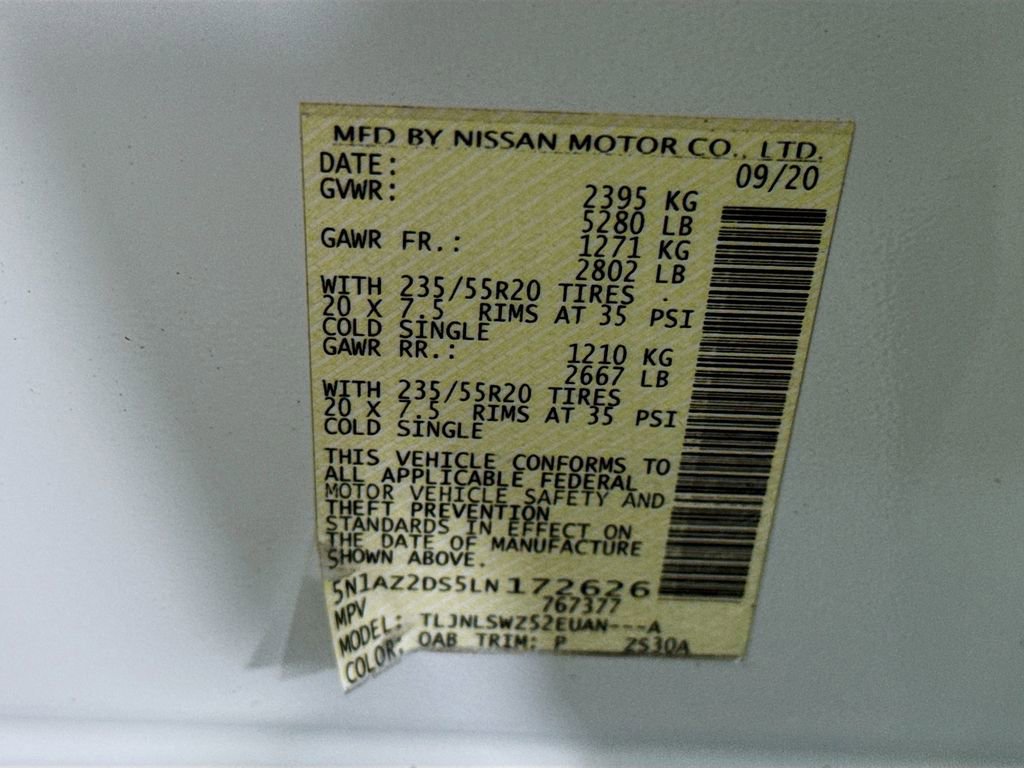 MFD BY NISSAN MOTOR CO., LTD.
DATE: 09/20
GVWR: 2395 KG
5280 LB
GAWR FR.: 1271 KG
2802 LB
WITH 235/55R20 TIRES
20 X 7.5 RIMS AT 35 PSI
COLD SINGLE
GAWR RR.: 1210 KG
2667 LB
WITH 235/55R20 TIRES
20 X 7.5 RIMS AT 35 PSI
COLD SINGLE
THIS VEHICLE CONFORMS TO
ALL APPLICABLE FEDERAL
MOTOR VEHICLE SAFETY AND
THEFT PREVENTION
STANDARDS IN EFFECT ON
THE DATE OF MANUFACTURE
SHOWN ABOVE.
5N1AZ2DS5LN172626
MPV 767377
MODEL: TLJNLSWZ52EUAN---A
COLOR: QAB TRIM: P ZS30A